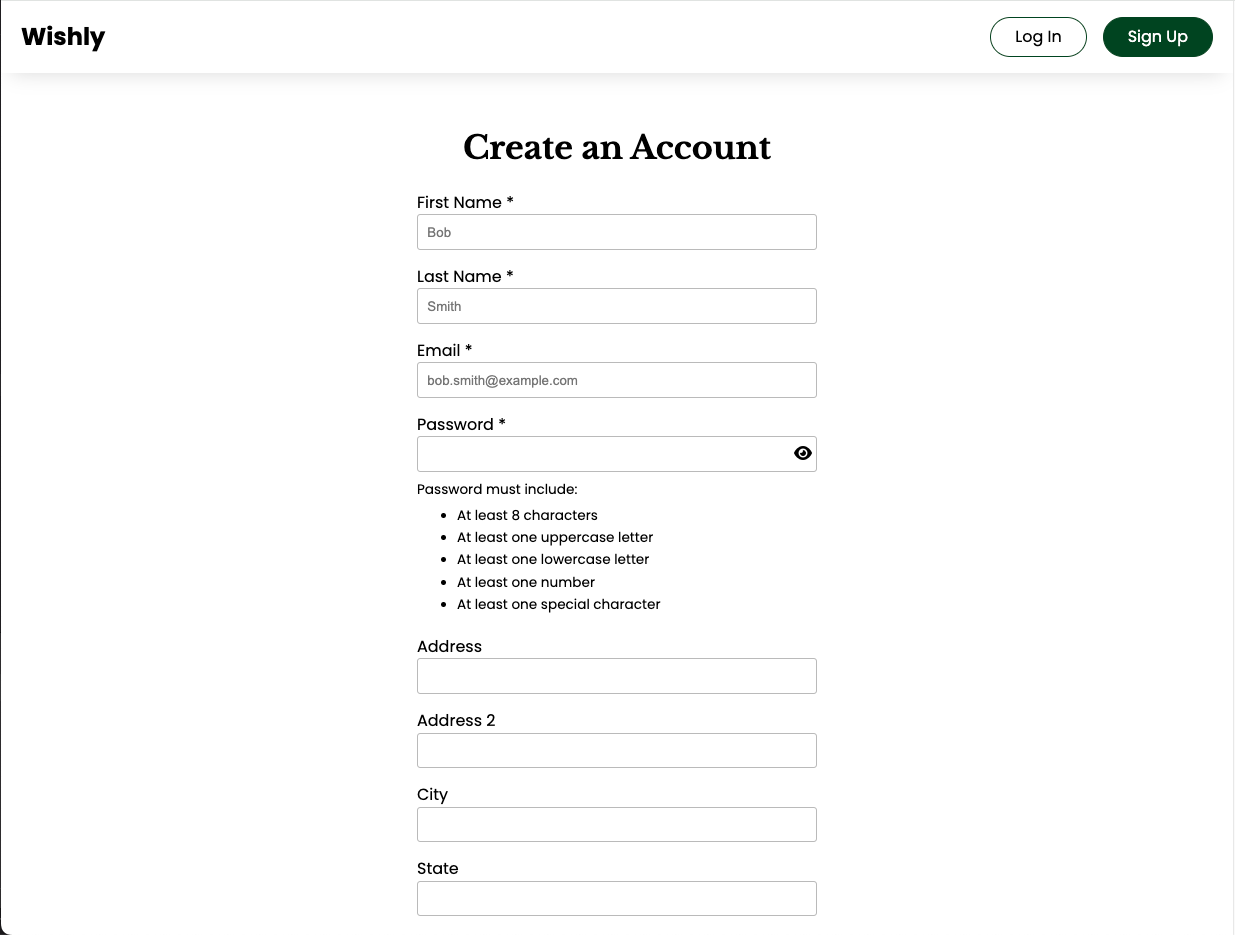 Wishly
Log In
Sign Up
Create an Account
First Name *
Bob
Last Name *
Smith
Email *
bob.smith@example.com
Password *
Password must include:
At least 8 characters
At least one uppercase letter
At least one lowercase letter
At least one number
At least one special character
Address
Address 2
City
State